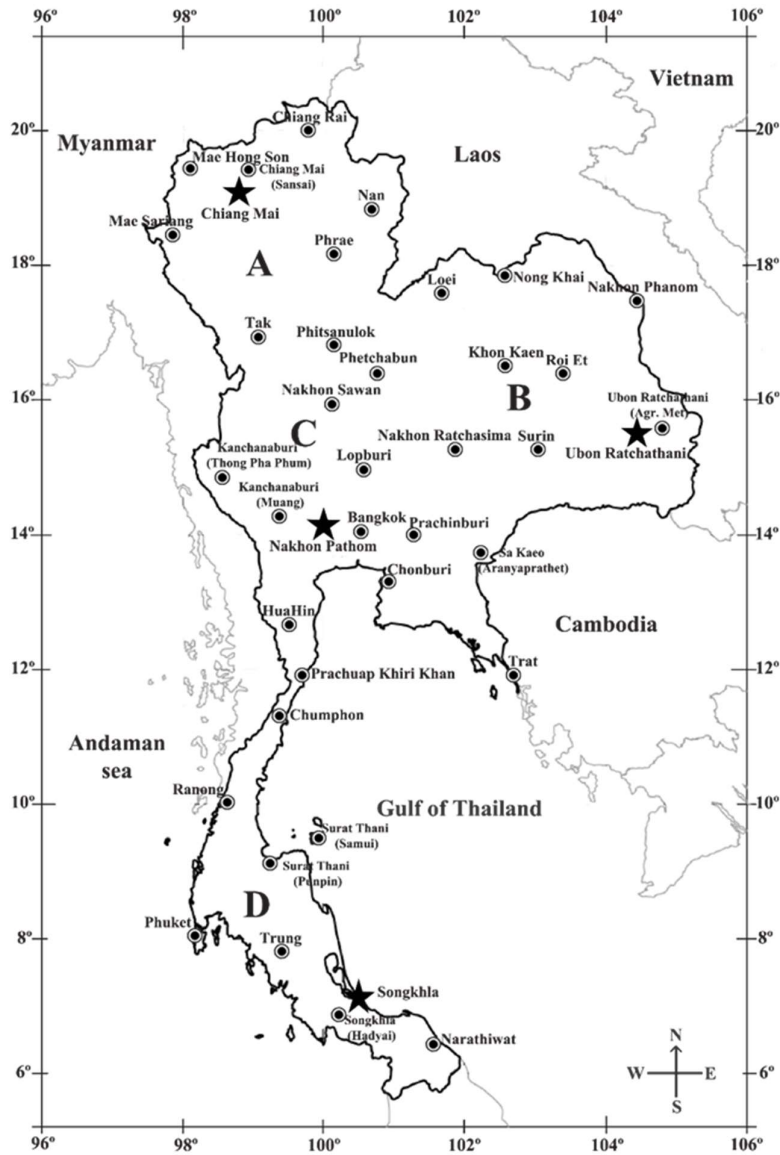 96° 98° 100° 102° 104° 106°
Vietnam
20° 20°
Chiang Rai
Myanmar
Laos
Mae Hong Son
Chiang Mai
(Sansai)
Chiang Mai
Nan
Mae Sariang
Phrae
A
18° 18°
Loei
Nong Khai
Nakhon Phanom
Tak
Phitsanulok
Phetchabun
Khon Kaen
Roi Et
16° 16°
Nakhon Sawan
B
Ubon Ratchathani
(Agr. Met)
C
Nakhon Ratchasima
Surin
Ubon Ratchathani
Kanchanaburi
(Thong Pha Phum)
Lopburi
Kanchanaburi
(Muang)
Bangkok
Prachinburi
14° 14°
Nakhon Pathom
Sa Kaeo
(Aranyaprathet)
Chonburi
HuaHin
Cambodia
12° 12°
Prachuap Khiri Khan
Trat
Chumphon
Andaman
sea
Ranong
10° 10°
Gulf of Thailand
Surat Thani
(Samui)
Surat Thani
(Punpin)
D
Phuket
8° 8°
Trung
Songkhla
Songkhla
(Hadyai)
Narathiwat
N
W E
S
6° 6°
96° 98° 100° 102° 104° 106°